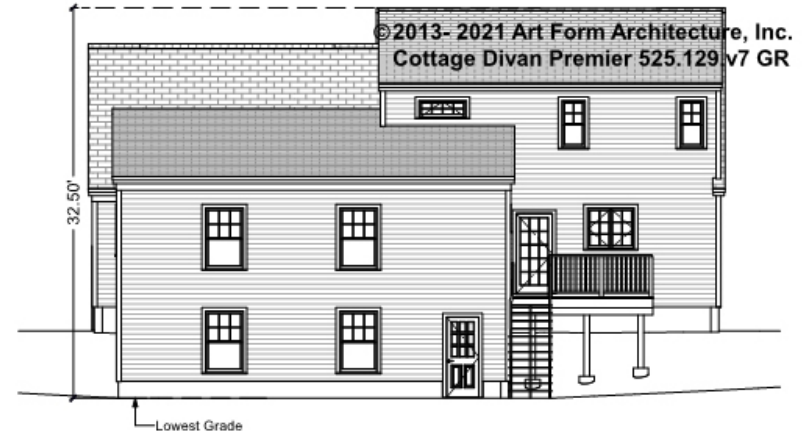 ©2013- 2021 Art Form Architecture, Inc.
Cottage Divan Premier 525.129.v7 GR
32.50'
Lowest Grade